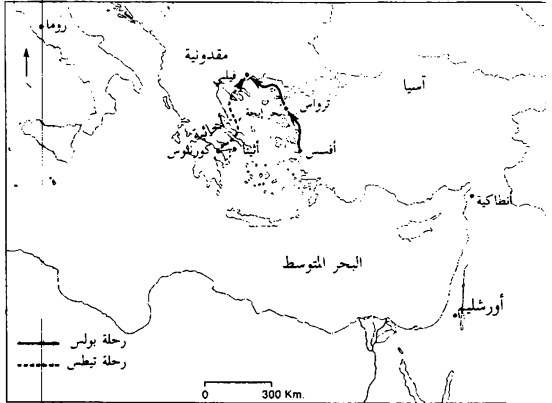 روما
مقدونية
فيلبي
آسيا
ترواس
بحر إيجة
أثينا
كورنثوس
أفسس
أنطاكية
البحر المتوسط
أورشليم
رحلة بولس
رحلة تيطس
0 300 Km.